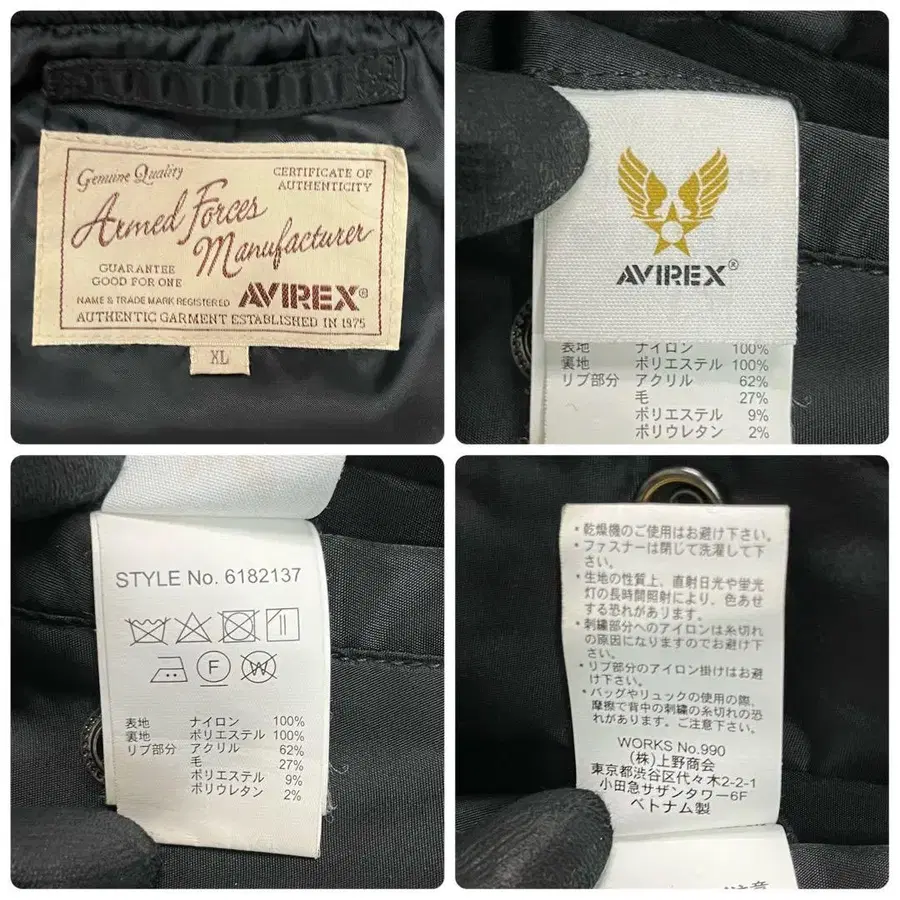 Genuine Quality
CERTIFICATE OF
AUTHENTICITY
Armed Forces
Manufacturer
GUARANTEE
GOOD FOR ONE
NAME & TRADE MARK REGISTERED
AVIREX®
AUTHENTIC GARMENT ESTABLISHED IN 1975
XL
AVIREX®
表地 ナイロン 100%
裏地 ポリエステル 100%
リブ部分 アクリル 62%
毛 27%
ポリエステル 9%
ポリウレタン 2%
STYLE No. 6182137
F
W
表地 ナイロン 100%
裏地 ポリエステル 100%
リブ部分 アクリル 62%
毛 27%
ポリエステル 9%
ポリウレタン 2%
・乾燥機のご使用はお避け下さい。
・ファスナーは閉じて洗濯して下
さい。
・生地の性質上、直射日光や蛍光
灯の長時間照射により、色あせ
する恐れがあります。
・刺繍部分へのアイロンは糸切れ
の原因になりますのでお避け下
さい。
・リブ部分のアイロン掛けはお避
け下さい。
・バッグやリュックの使用の際、
摩擦で背中の刺繍の糸切れの恐
れがあります。ご注意下さい。
WORKS No.990
(株)上野商会
東京都渋谷区代々木2-2-1
小田急サザンタワー6F
ベトナム製